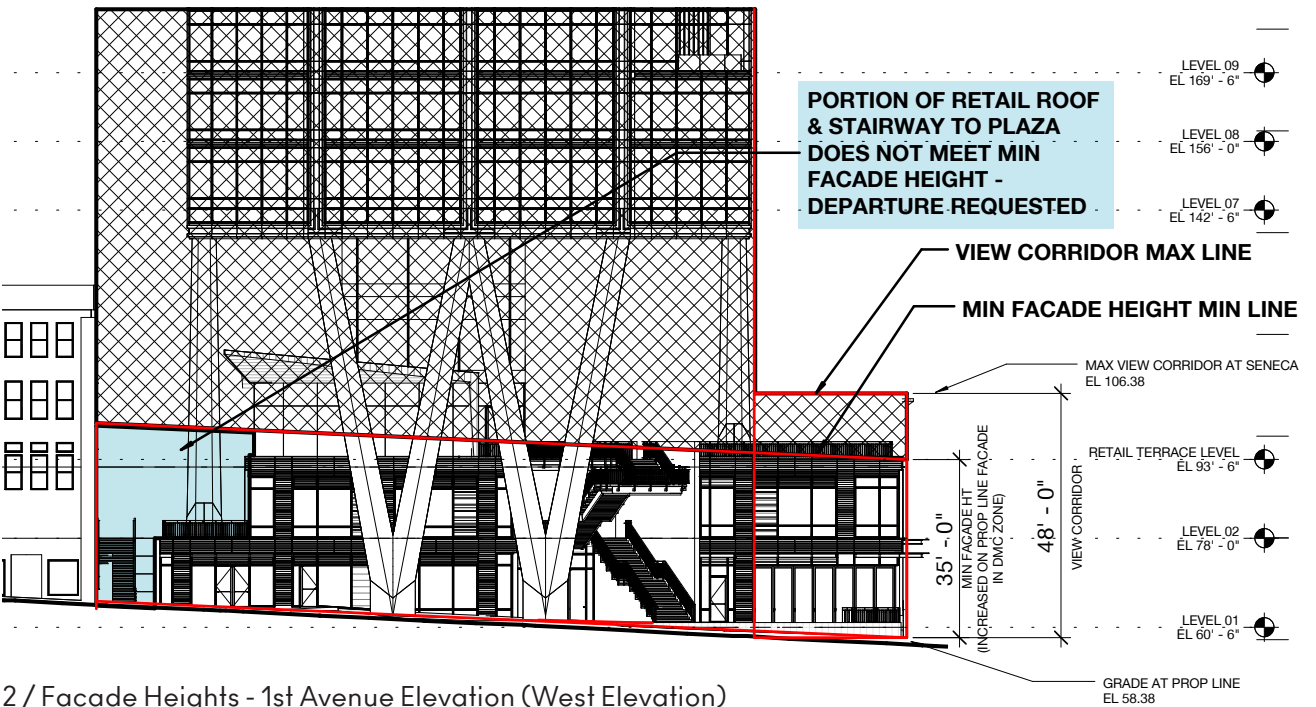 LEVEL 09
EL 169' - 6"
PORTION OF RETAIL ROOF
& STAIRWAY TO PLAZA
DOES NOT MEET MIN
FACADE HEIGHT -
DEPARTURE REQUESTED
LEVEL 08
EL 156' - 0"
LEVEL 07
EL 142' - 6"
VIEW CORRIDOR MAX LINE
MIN FACADE HEIGHT MIN LINE
MAX VIEW CORRIDOR AT SENECA
EL 106.38
RETAIL TERRACE LEVEL
EL 93' - 6"
35' - 0"
MIN FACADE HT
(INCREASED ON PROP LINE FACADE
IN DMC ZONE)
48' - 0"
VIEW CORRIDOR
LEVEL 02
EL 78' - 0"
LEVEL 01
EL 60' - 6"
GRADE AT PROP LINE
EL 58.38
2 / Facade Heights - 1st Avenue Elevation (West Elevation)